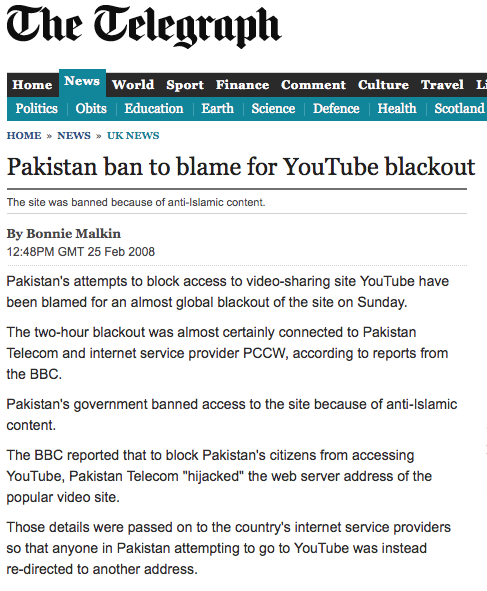 The Telegraph
Home News World Sport Finance Comment Culture Travel
Politics Obits Education Earth Science Defence Health Scotland
HOME » NEWS » UK NEWS
Pakistan ban to blame for YouTube blackout
The site was banned because of anti-Islamic content.
By Bonnie Malkin
12:48PM GMT 25 Feb 2008
Pakistan's attempts to block access to video-sharing site YouTube have
been blamed for an almost global blackout of the site on Sunday.
The two-hour blackout was almost certainly connected to Pakistan
Telecom and internet service provider PCCW, according to reports from
the BBC.
Pakistan's government banned access to the site because of anti-Islamic
content.
The BBC reported that to block Pakistan's citizens from accessing
YouTube, Pakistan Telecom "hijacked" the web server address of the
popular video site.
Those details were passed on to the country's internet service providers
so that anyone in Pakistan attempting to go to YouTube was instead
re-directed to another address.